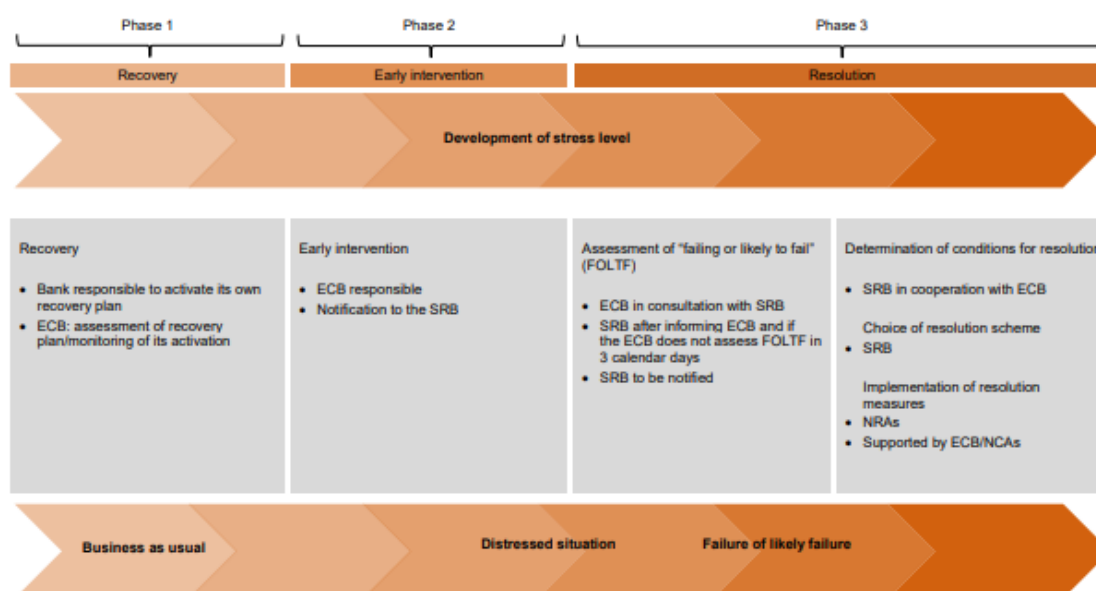 Phase 1
Phase 2
Phase 3
Recovery
Early intervention
Resolution
Development of stress level
Recovery
• Bank responsible to activate its own
recovery plan
• ECB: assessment of recovery
plan/monitoring of its activation
Early intervention
• ECB responsible
• Notification to the SRB
Assessment of “failing or likely to fail”
(FOLTF)
• ECB in consultation with SRB
• SRB after informing ECB and if
the ECB does not assess FOLTF in
3 calendar days
• SRB to be notified
Determination of conditions for resolution
• SRB in cooperation with ECB
Choice of resolution scheme
• SRB
Implementation of resolution
measures
• NRAs
• Supported by ECB/NCAs
Business as usual
Distressed situation
Failure of likely failure